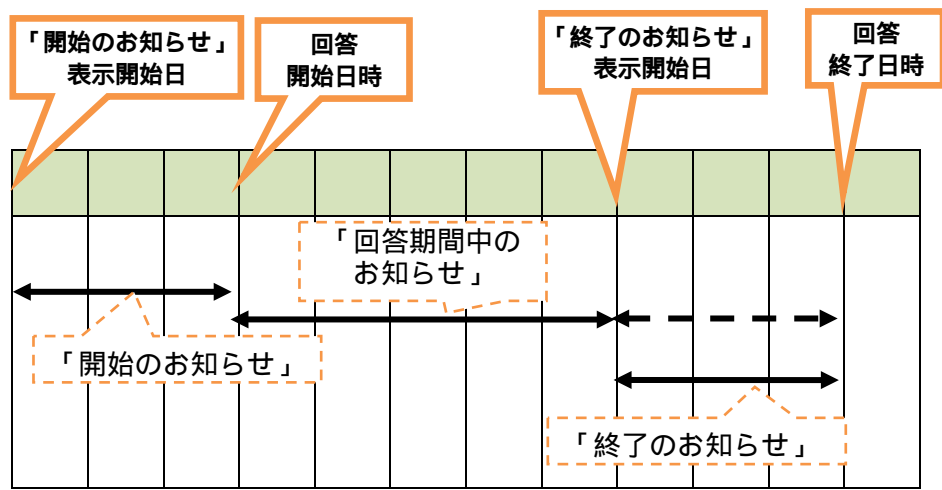 「開始のお知らせ」
表示開始日
回答
開始日時
「終了のお知らせ」
表示開始日
回答
終了日時
「回答期間中の
お知らせ」
「開始のお知らせ」
「終了のお知らせ」